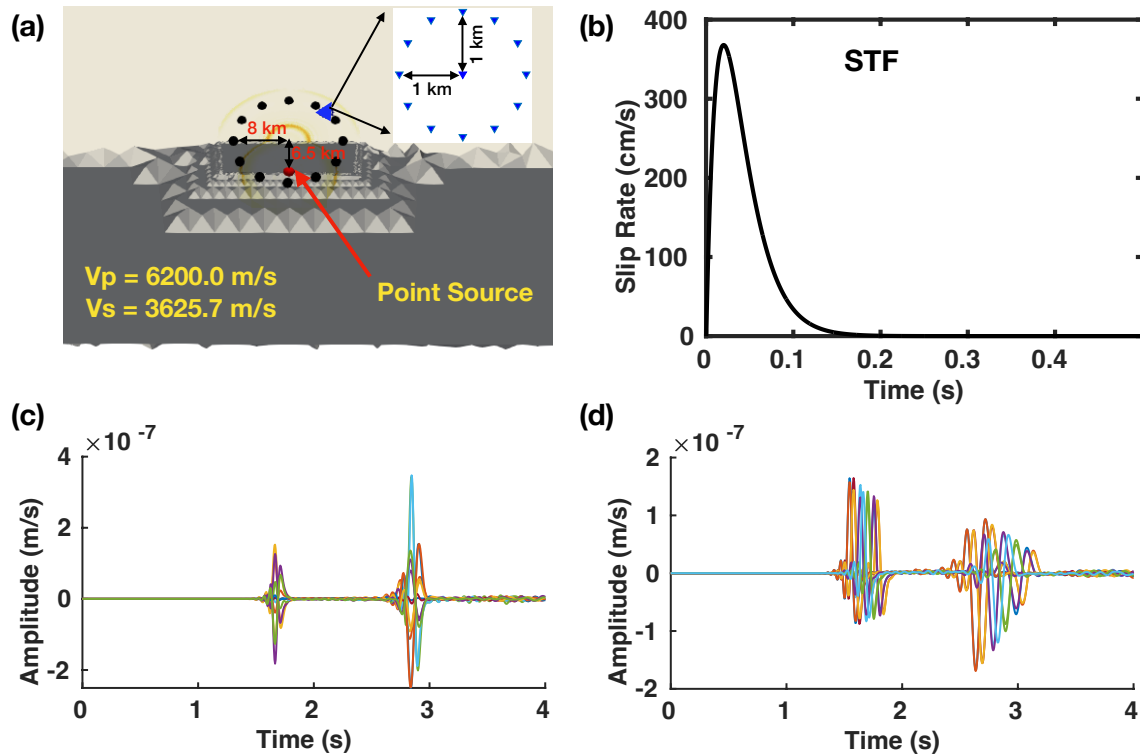 (a)
1 km
1 km
8 km
6.5 km
Vp = 6200.0 m/s
Vs = 3625.7 m/s
Point Source
(b)
STF
400
300
200
100
0
Slip Rate (cm/s)
0 0.1 0.2 0.3 0.4
Time (s)
(c)
×10 -7
4
2
0
-2
Amplitude (m/s)
0 1 2 3 4
Time (s)
(d)
×10 -7
2
1
0
-1
-2
Amplitude (m/s)
0 1 2 3 4
Time (s)